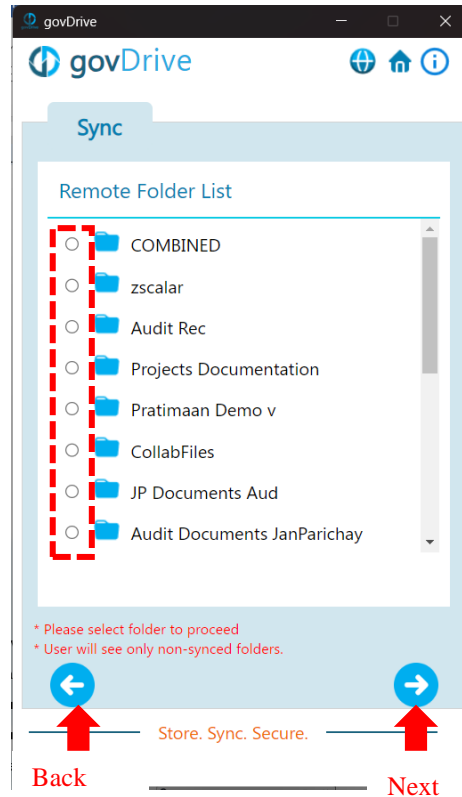 govDrive
govDrive
Sync
Remote Folder List
COMBINED
zscalar
Audit Rec
Projects Documentation
Pratimaan Demo v
CollabFiles
JP Documents Aud
Audit Documents JanParichay
* Please select folder to proceed
* User will see only non-synced folders.
Store. Sync. Secure.
Back
Next